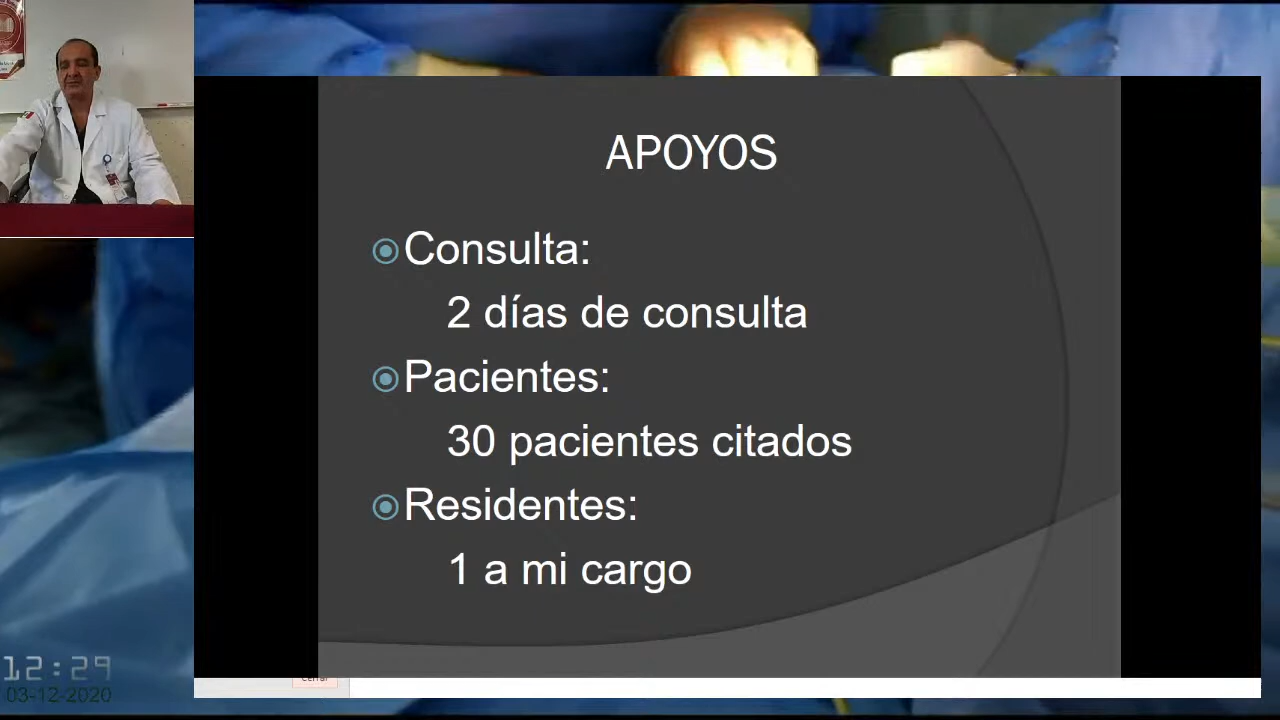 APOYOS
Consulta:
2 días de consulta
Pacientes:
30 pacientes citados
Residentes:
1 a mi cargo
12:29
03-12-2020